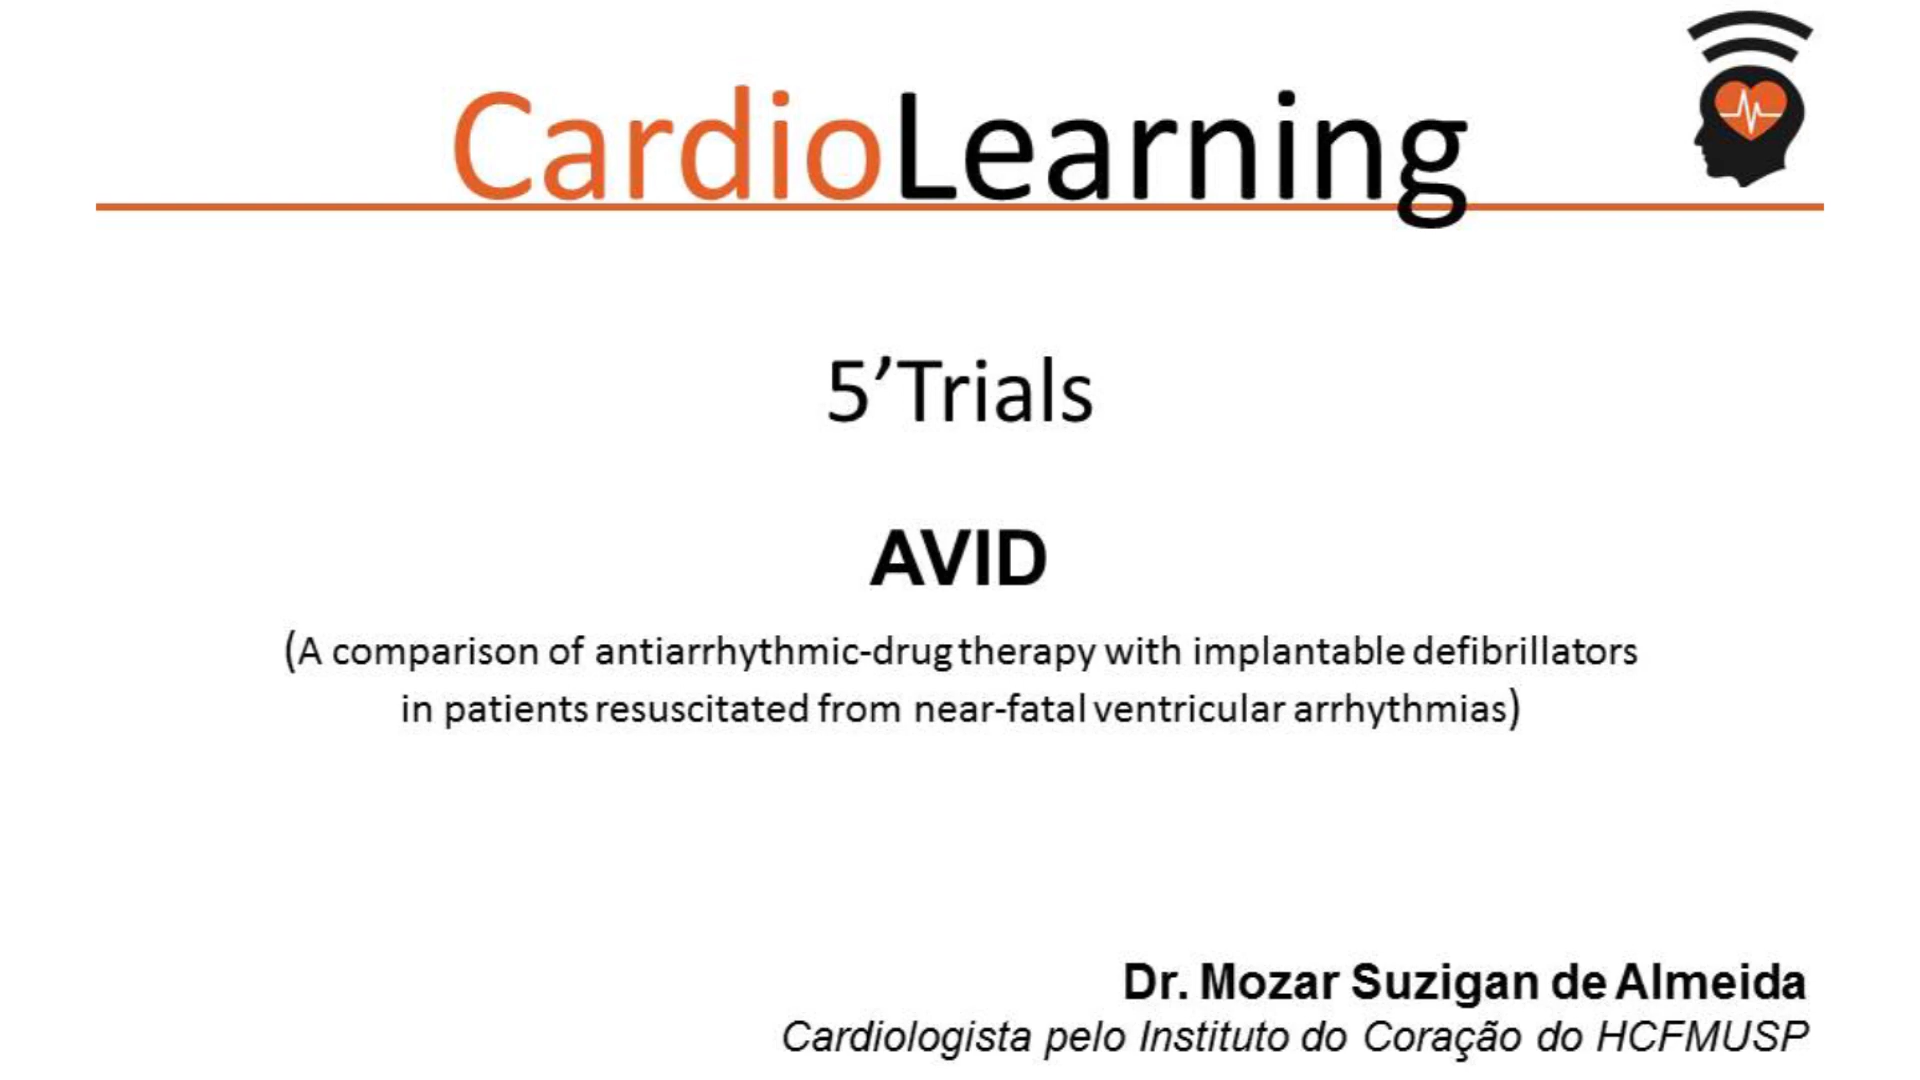 CardioLearning
5’Trials
AVID
(A comparison of antiarrhythmic-drug therapy with implantable defibrillators
in patients resuscitated from near-fatal ventricular arrhythmias)
Dr. Mozar Suzigan de Almeida
Cardiologista pelo Instituto do Coração do HCFMUSP